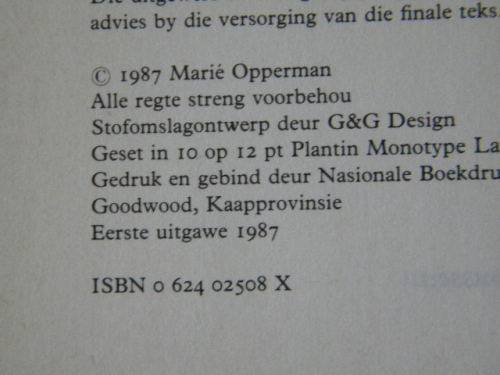 advies by die versorging van die finale teks
© 1987 Marié Opperman
Alle regte streng voorbehou
Stofomslagontwerp deur G&G Design
Geset in 10 op 12 pt Plantin Monotype La
Gedruk en gebind deur Nasionale Boekdru
Goodwood, Kaapprovinsie
Eerste uitgawe 1987
ISBN 0 624 02508 X